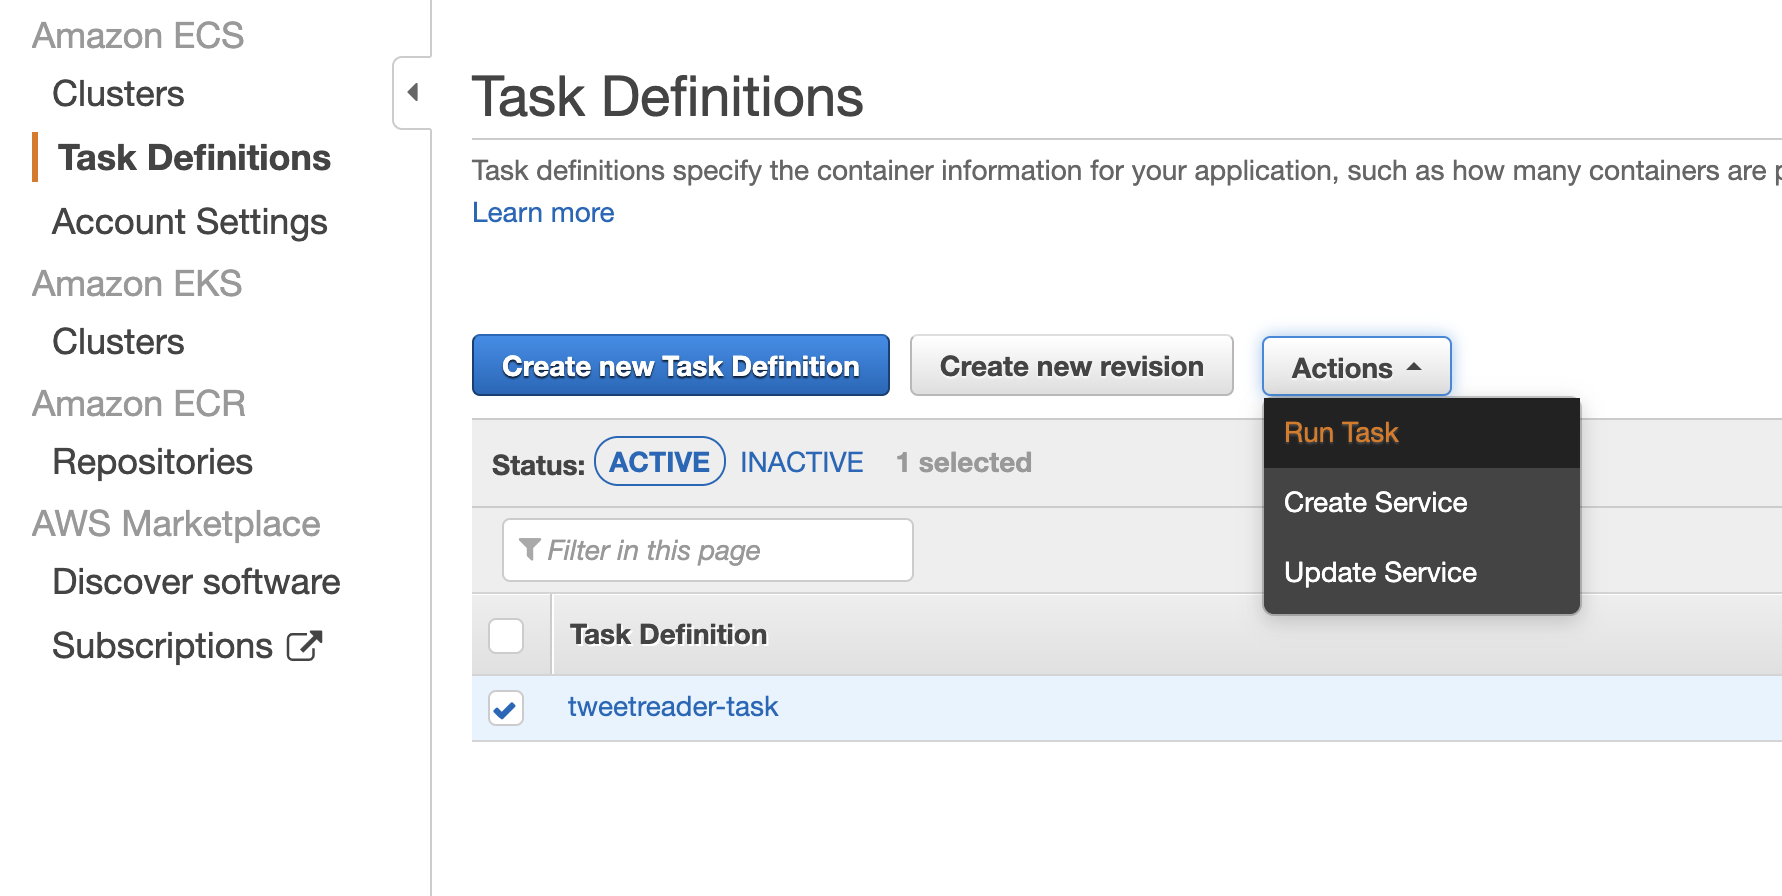 Amazon ECS
Clusters
Task Definitions
Account Settings
Amazon EKS
Clusters
Amazon ECR
Repositories
AWS Marketplace
Discover software
Subscriptions
Task Definitions
Task definitions specify the container information for your application, such as how many containers are
Learn more
Create new Task Definition
Create new revision
Actions
Run Task
Create Service
Update Service
Status: ACTIVE INACTIVE 1 selected
Filter in this page
Task Definition
tweetreader-task